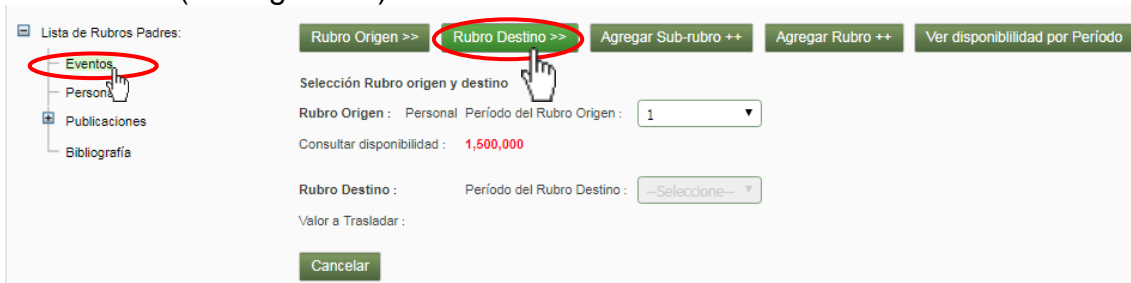 Lista de Rubros Padres:
Eventos
Persona
Publicaciones
Bibliografía
Rubro Origen >> Rubro Destino >> Agregar Sub-rubro ++ Agregar Rubro ++ Ver disponiblilidad por Período
Selección Rubro origen y destino
Rubro Origen : Personal Período del Rubro Origen : 1
Consultar disponibilidad : 1,500,000
Rubro Destino : Período del Rubro Destino : --Seleccione--
Valor a Trasladar :
Cancelar